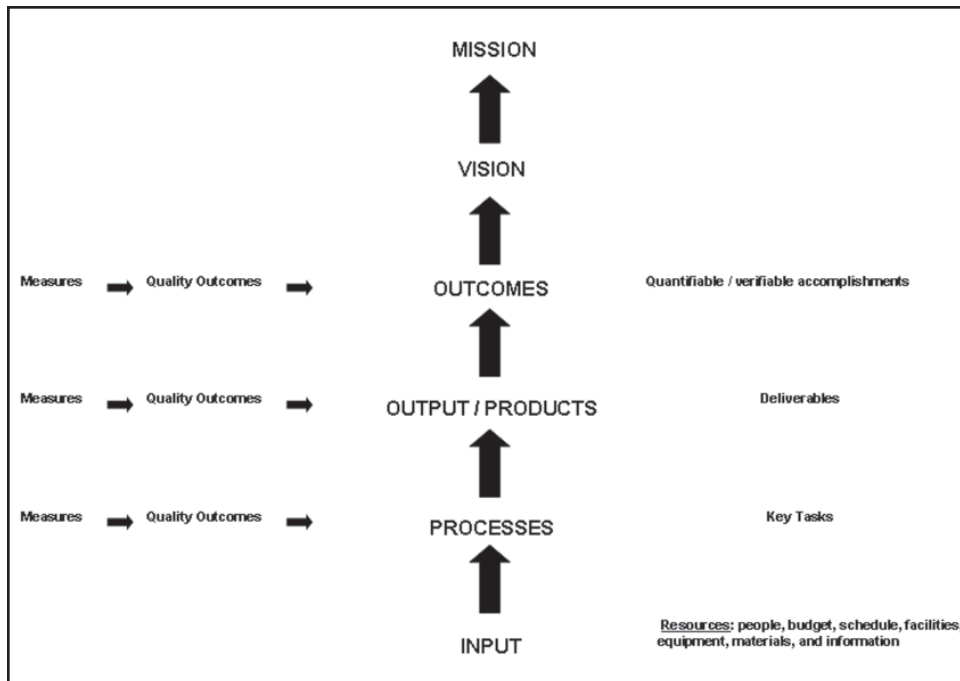 MISSION
VISION
Measures Quality Outcomes OUTCOMES Quantifiable / verifiable accomplishments
Measures Quality Outcomes OUTPUT / PRODUCTS Deliverables
Measures Quality Outcomes PROCESSES Key Tasks
INPUT
Resources: people, budget, schedule, facilities,
equipment, materials, and information